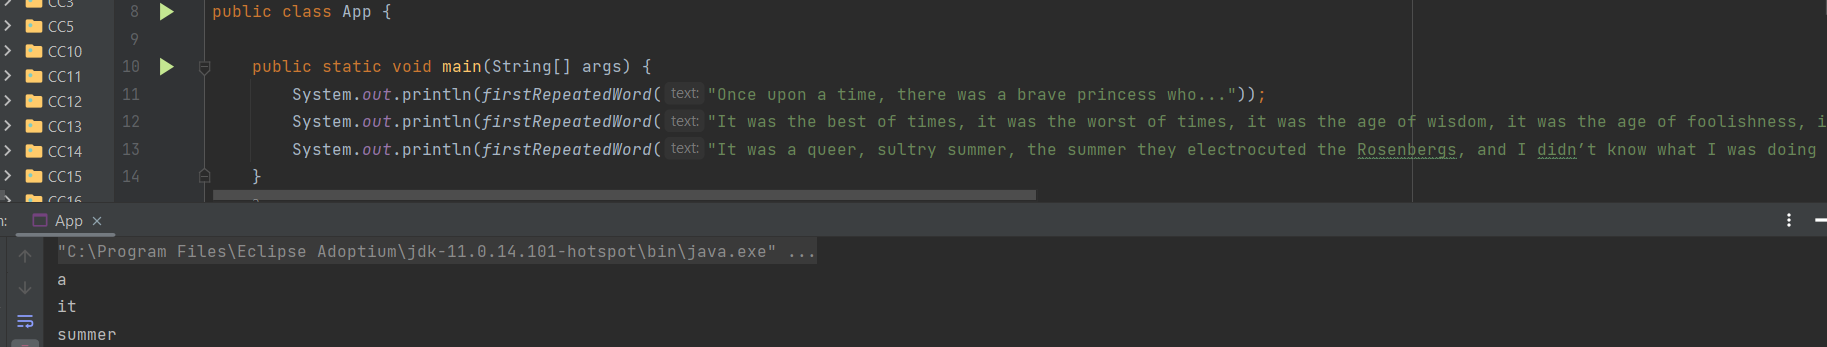 CC3
CC5
CC10
CC11
CC12
CC13
CC14
CC15
CC16
8 public class App {
9
10 public static void main(String[] args) {
11 System.out.println(firstRepeatedWord( text: "Once upon a time, there was a brave princess who..."));
12 System.out.println(firstRepeatedWord( text: "It was the best of times, it was the worst of times, it was the age of wisdom, it was the age of foolishness, i
13 System.out.println(firstRepeatedWord( text: "It was a queer, sultry summer, the summer they electrocuted the Rosenbergs, and I didn’t know what I was doing
14 }
App ×
"C:\Program Files\Eclipse Adoptium\jdk-11.0.14.101-hotspot\bin\java.exe" ...
a
it
summer